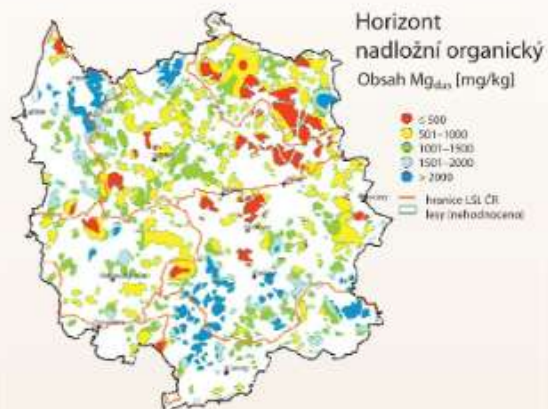 Horizont
nadložní organický
Obsah Mgdus [mg/kg]
≤ 500
501–1000
1001–1500
1501–2000
> 2000
hranice LSL ČR
lesy (nehodnoceno)